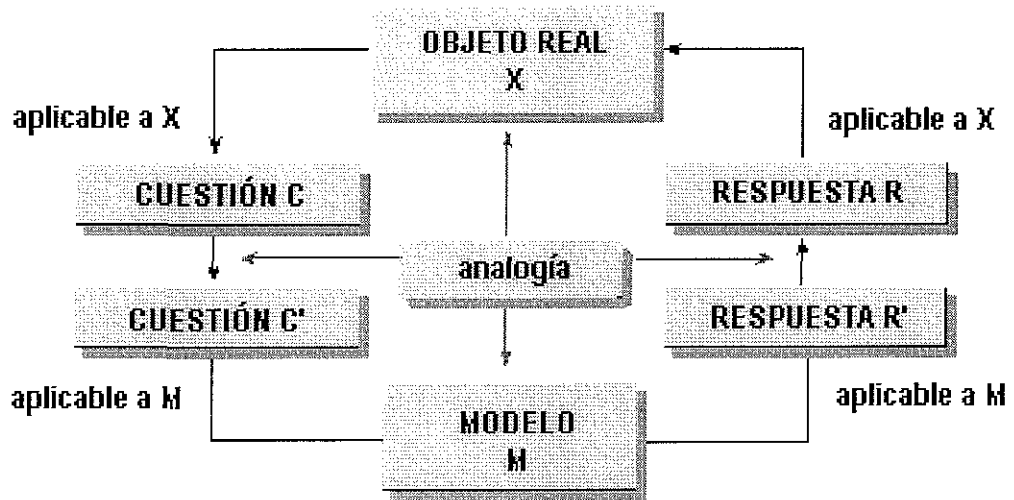 OBJETO REAL
X
aplicable a X
aplicable a X
CUESTIÓN C
RESPUESTA R
analogía
CUESTIÓN C'
RESPUESTA R'
aplicable a M
aplicable a M
MODELO
M